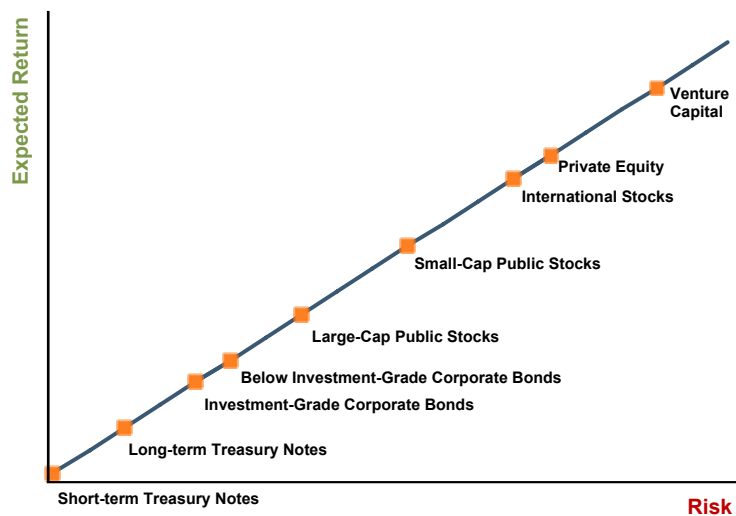 Expected Return
Venture
Capital
Private Equity
International Stocks
Small-Cap Public Stocks
Large-Cap Public Stocks
Below Investment-Grade Corporate Bonds
Investment-Grade Corporate Bonds
Long-term Treasury Notes
Short-term Treasury Notes
Risk